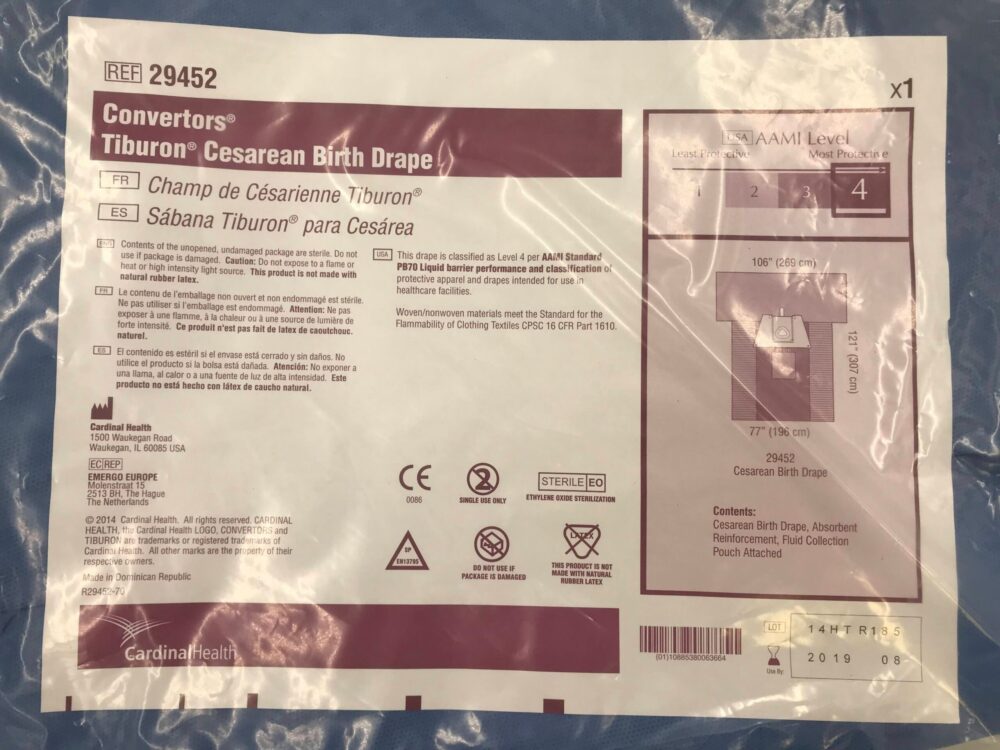 REF 29452
x1
Convertors®
Tiburon® Cesarean Birth Drape
FR Champ de Césarienne Tiburon®
ES Sábana Tiburon® para Cesárea
Contents of the unopened, undamaged package are sterile. Do not
use if package is damaged. Caution: Do not expose to a flame or
heat or high intensity light source. This product is not made with
natural rubber latex.
FR Le contenu de l'emballage non ouvert et non endommagé est stérile.
Ne pas utiliser si l'emballage est endommagé. Attention: Ne pas
exposer à une flamme, à la chaleur ou à une source de lumière de
forte intensité. Ce produit n'est pas fait de latex de caoutchouc.
naturel.
ES El contenido es estéril si el envase está cerrado y sin daños. No
utilice el producto si la bolsa está dañada. Atención: No exponer a
una llama, al calor o a una fuente de luz de alta intensidad. Este
producto no está hecho con látex de caucho natural.
USA This drape is classified as Level 4 per AAMI Standard
PB70 Liquid barrier performance and classification of
protective apparel and drapes intended for use in
healthcare facilities.
Woven/nonwoven materials meet the Standard for the
Flammability of Clothing Textiles CPSC 16 CFR Part 1610.
Cardinal Health
1500 Waukegan Road
Waukegan, IL 60085 USA
EC REP
EMERGO EUROPE
Molenstraat 15
2513 BH, The Hague
The Netherlands
© 2014 Cardinal Health. All rights reserved. CARDINAL
HEALTH, the Cardinal Health LOGO, CONVERTORS and
TIBURON are trademarks or registered trademarks of
Cardinal Health. All other marks are the property of their
respective owners.
Made in Dominican Republic
R29452-70
CE
0086
2
SINGLE USE ONLY
STERILE EO
ETHYLENE OXIDE STERILIZATION
SP
EN13795
DO NOT USE IF
PACKAGE IS DAMAGED
LATEX
THIS PRODUCT IS NOT
MADE WITH NATURAL
RUBBER LATEX
CardinalHealth
USA AAMI Level
Least Protective Most Protective
1 2 3 4
106" (269 cm)
121" (307 cm)
77" (196 cm)
29452
Cesarean Birth Drape
Contents:
Cesarean Birth Drape, Absorbent
Reinforcement, Fluid Collection
Pouch Attached
(01)10885380063664
LOT 14HTR185
Use By: 2019 08